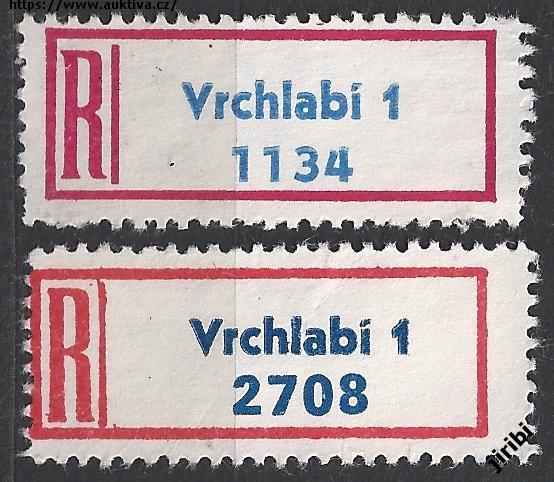 https://www.auktiva.cz/
R
Vrchlabí 1
1134
R
Vrchlabí 1
2708
jiribi